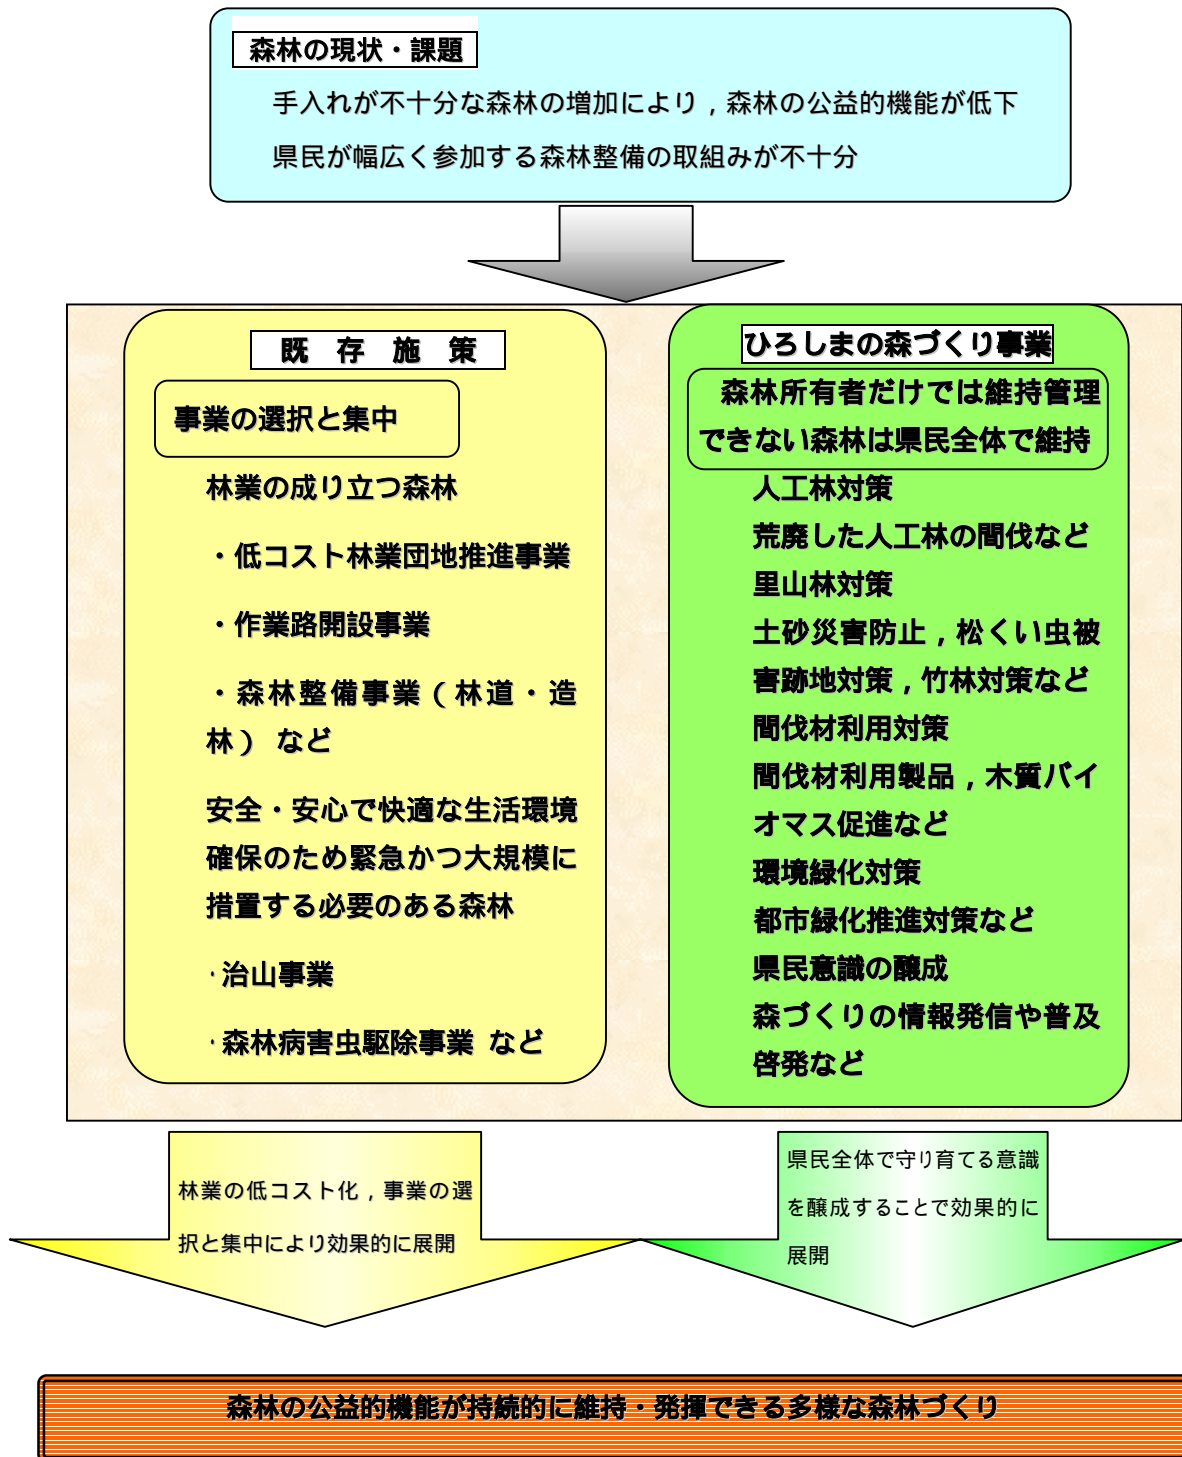 森林の現状・課題
手入れが不十分な森林の増加により，森林の公益的機能が低下
県民が幅広く参加する森林整備の取組みが不十分
既 存 施 策
事業の選択と集中
林業の成り立つ森林
・低コスト林業団地推進事業
・作業路開設事業
・森林整備事業（林道・造
林） など
安全・安心で快適な生活環境
確保のため緊急かつ大規模に
措置する必要のある森林
・治山事業
・森林病害虫駆除事業 など
ひろしまの森づくり事業
森林所有者だけでは維持管理
できない森林は県民全体で維持
人工林対策
荒廃した人工林の間伐など
里山林対策
土砂災害防止，松くい虫被
害跡地対策，竹林対策など
間伐材利用対策
間伐材利用製品，木質バイ
オマス促進など
環境緑化対策
都市緑化推進対策など
県民意識の醸成
森づくりの情報発信や普及
啓発など
林業の低コスト化，事業の選
択と集中により効果的に展開
県民全体で守り育てる意識
を醸成することで効果的に
展開
森林の公益的機能が持続的に維持・発揮できる多様な森林づくり